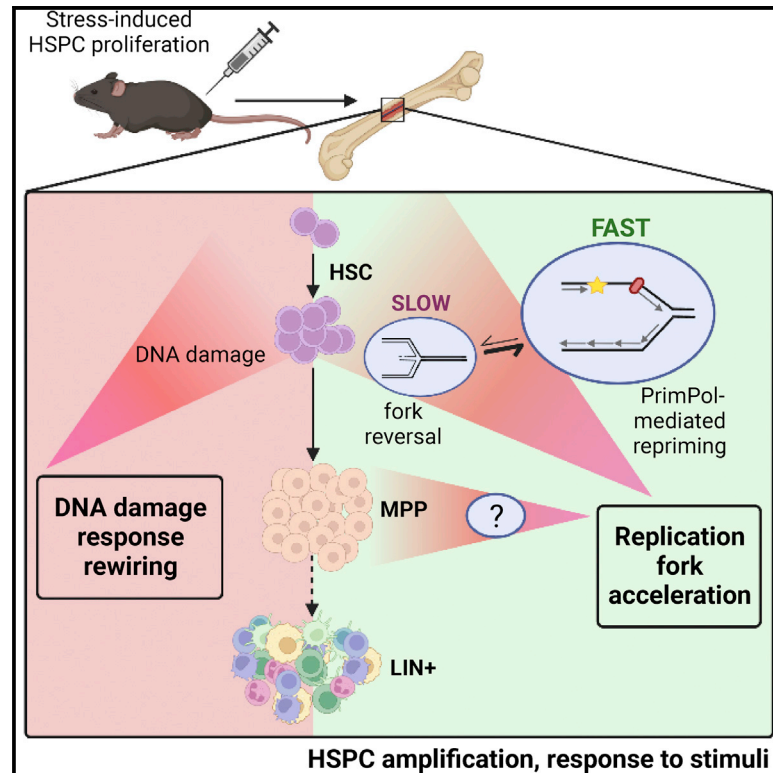 Stress-induced
HSPC proliferation
FAST
HSC
SLOW
DNA damage
fork
reversal
PrimPol-
mediated
repriming
DNA damage
response
rewiring
MPP
?
Replication
fork
acceleration
LIN+
HSPC amplification, response to stimuli